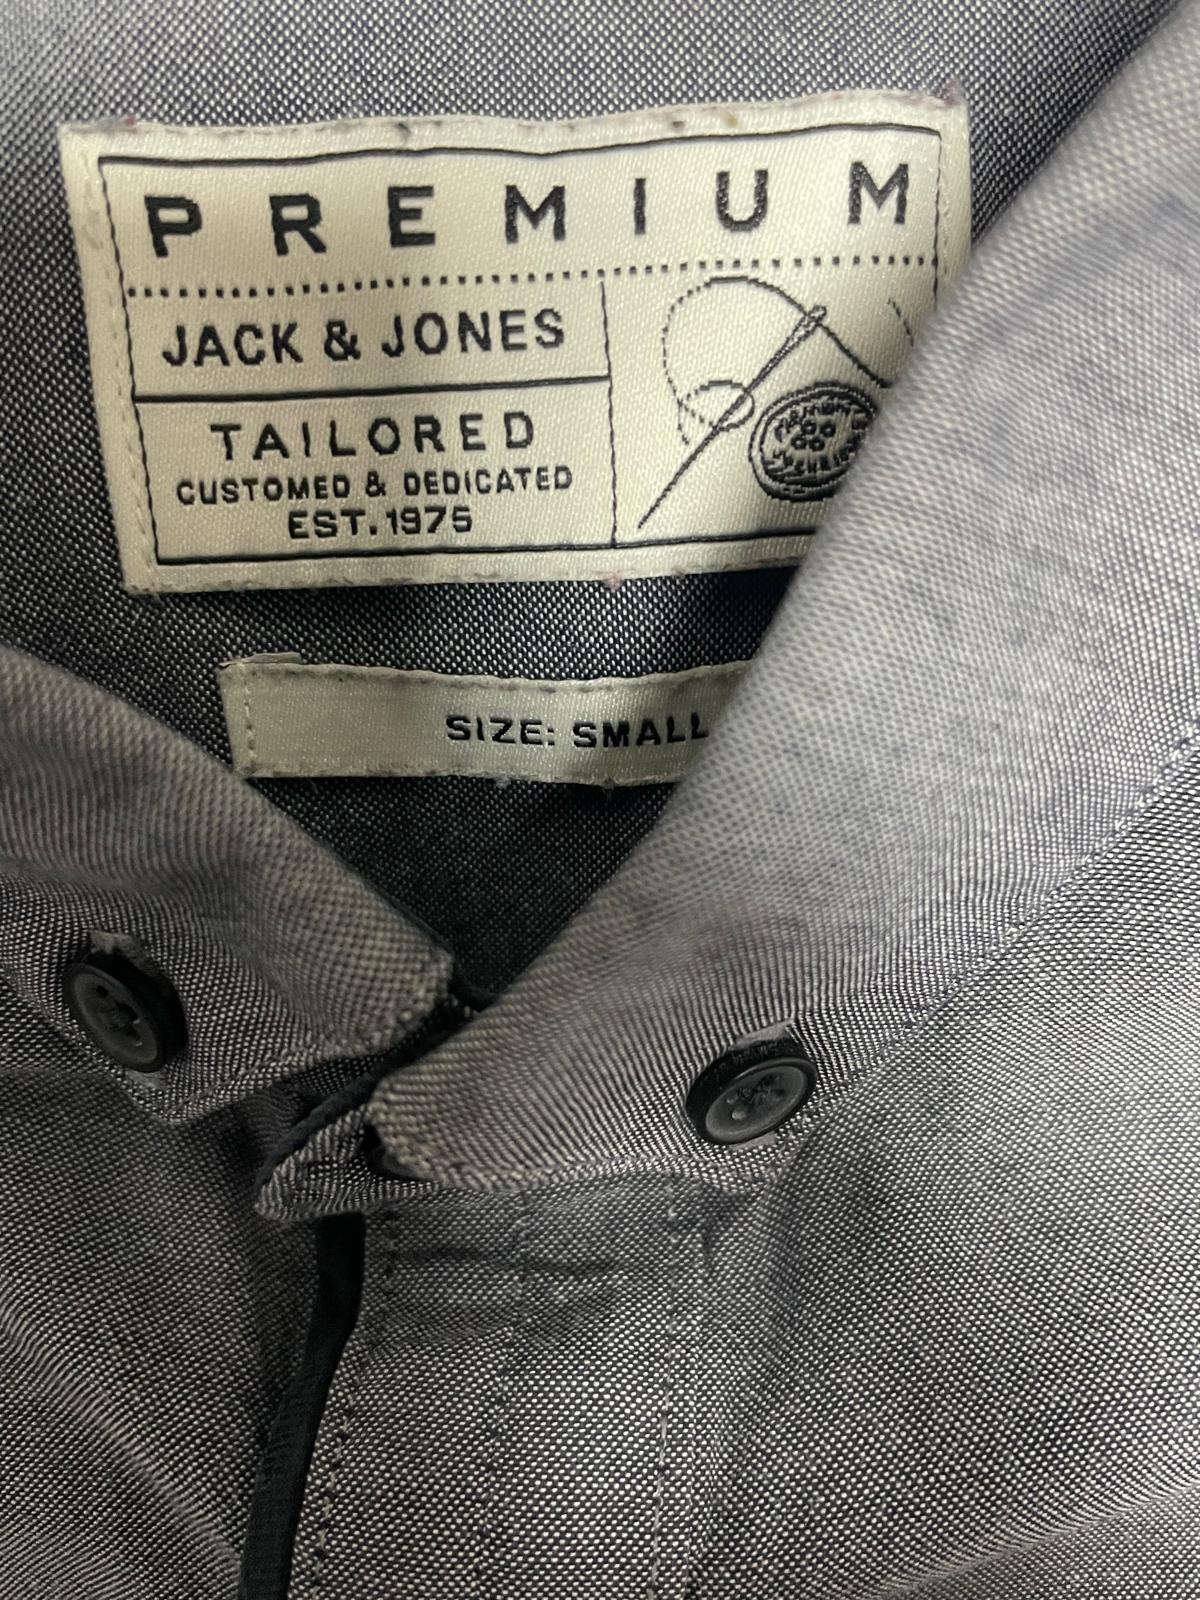 PREMIUM
JACK & JONES
TAILORED
CUSTOMED & DEDICATED
EST.1975
SIZE: SMALL